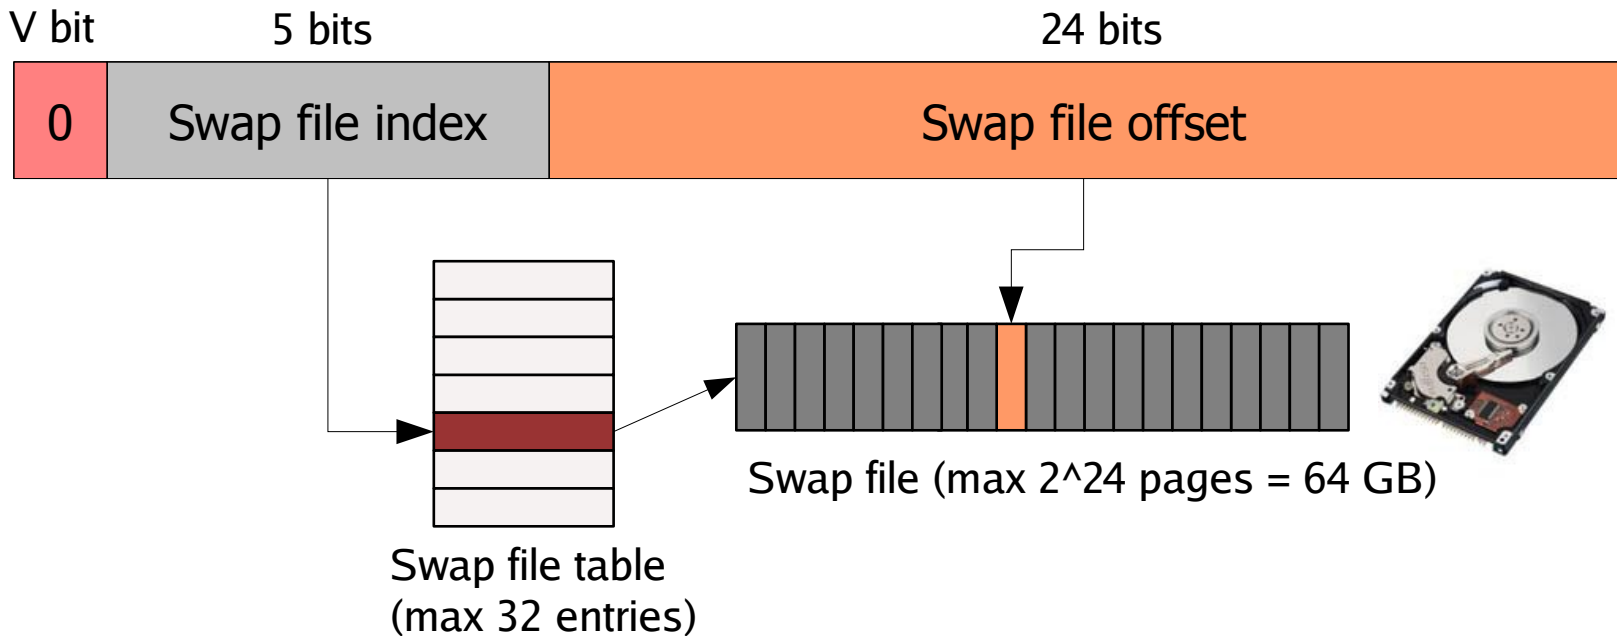 V bit
5 bits
24 bits
0
Swap file index
Swap file offset
Swap file (max 2^24 pages = 64 GB)
Swap file table
(max 32 entries)